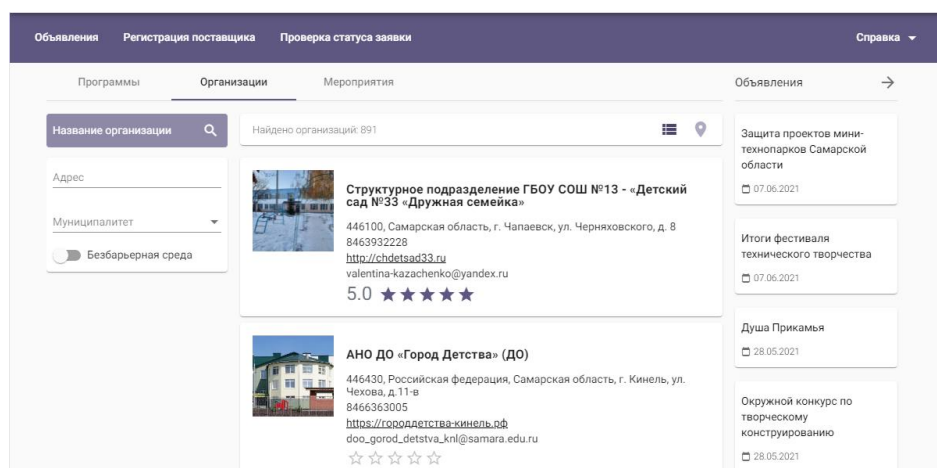 Объявления Регистрация поставщика Проверка статуса заявки Справка
Программы Организации Мероприятия
Название организации
Адрес
Муниципалитет
Безбарьерная среда
Найдено организаций: 891
Структурное подразделение ГБОУ СОШ №13 - «Детский
сад №33 «Дружная семейка»
446100, Самарская область, г. Чапаевск, ул. Черняховского, д. 8
8463932228
http://chdetsad33.ru
valentina-kazachenko@yandex.ru
5.0
АНО ДО «Город Детства» (ДО)
446430, Российская федерация, Самарская область, г. Кинель, ул.
Чехова, д.11-в
8466363005
https://городдетства-кинель.рф
doo_gorod_detstva_knl@samara.edu.ru
Объявления
Защита проектов мини-
технопарков Самарской
области
07.06.2021
Итоги фестиваля
технического творчества
07.06.2021
Душа Прикамья
28.05.2021
Окружной конкурс по
творческому
конструированию
28.05.2021